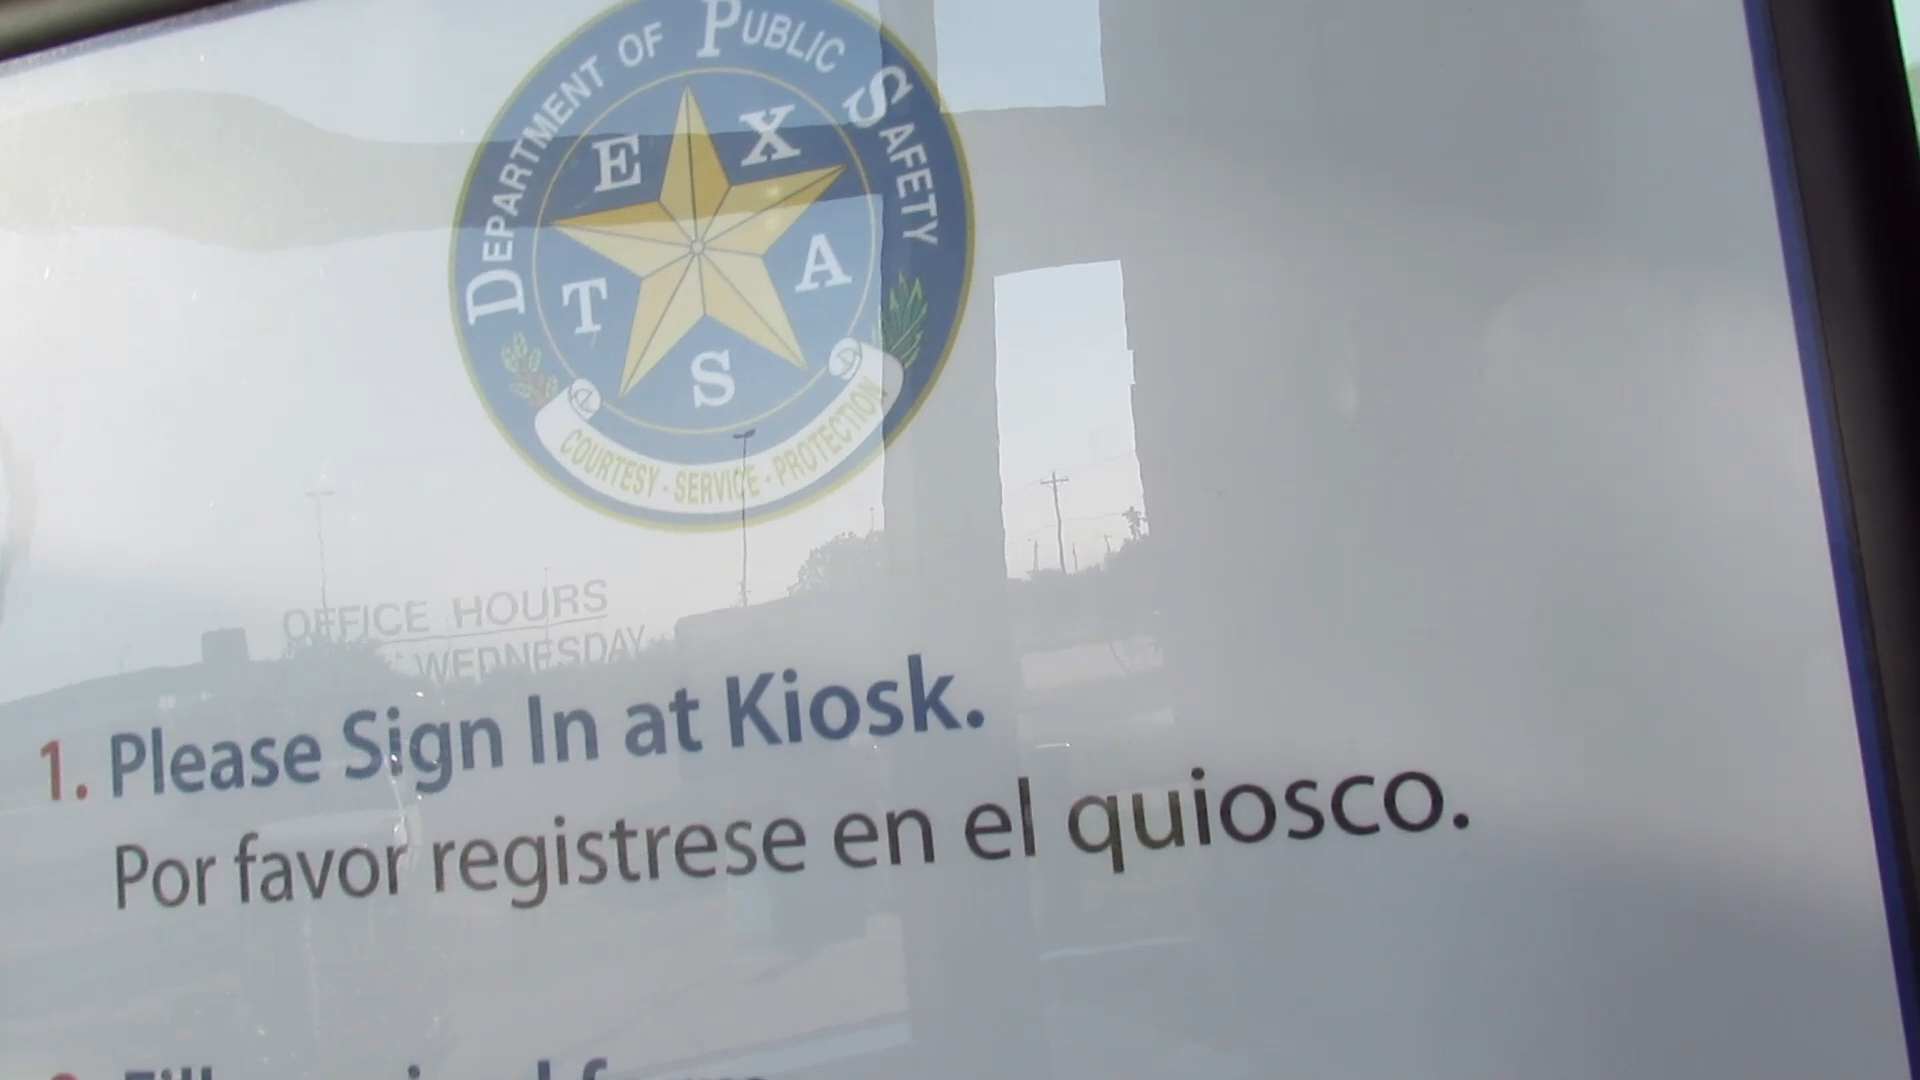 DEPARTMENT OF PUBLIC SAFETY
TEXAS
COURTESY - SERVICE - PROTECTION
OFFICE HOURS
WEDNESDAY
1. Please Sign In at Kiosk.
Por favor registrese en el quiosco.